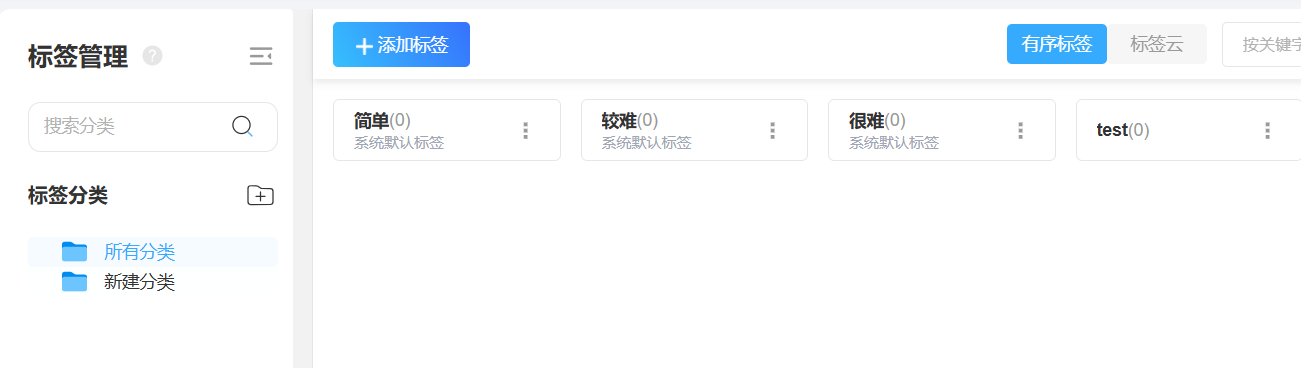 标签管理 ?
搜索分类
标签分类
所有分类
新建分类
添加标签
有序标签
标签云
按关键字
简单(0)
系统默认标签
较难(0)
系统默认标签
很难(0)
系统默认标签
test(0)